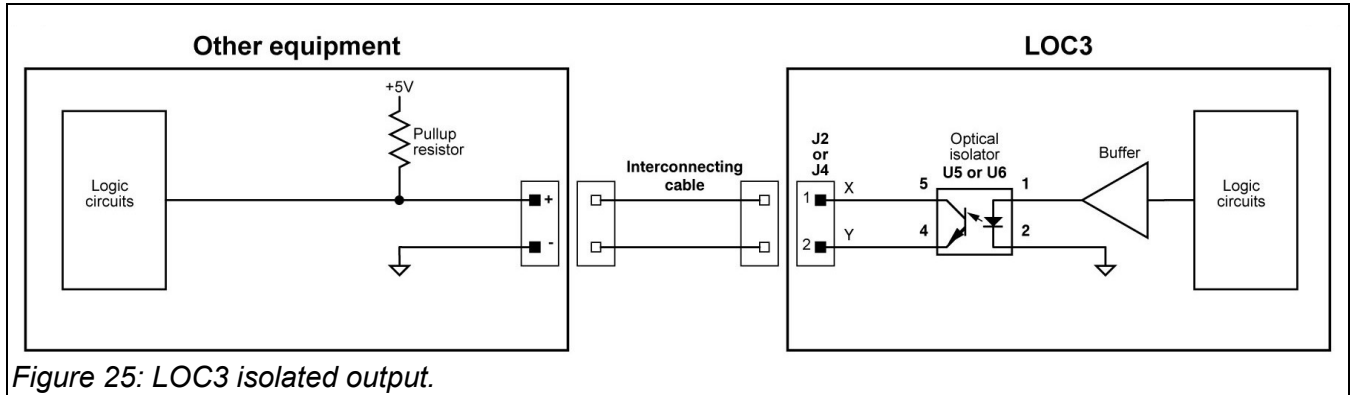 Other equipment
LOC3
+5V
Pullup
resistor
Logic
circuits
+
-
Interconnecting
cable
J2
or
J4
1
2
X
Y
Optical
isolator
U5 or U6
5
4
1
2
Buffer
Logic
circuits
Figure 25: LOC3 isolated output.